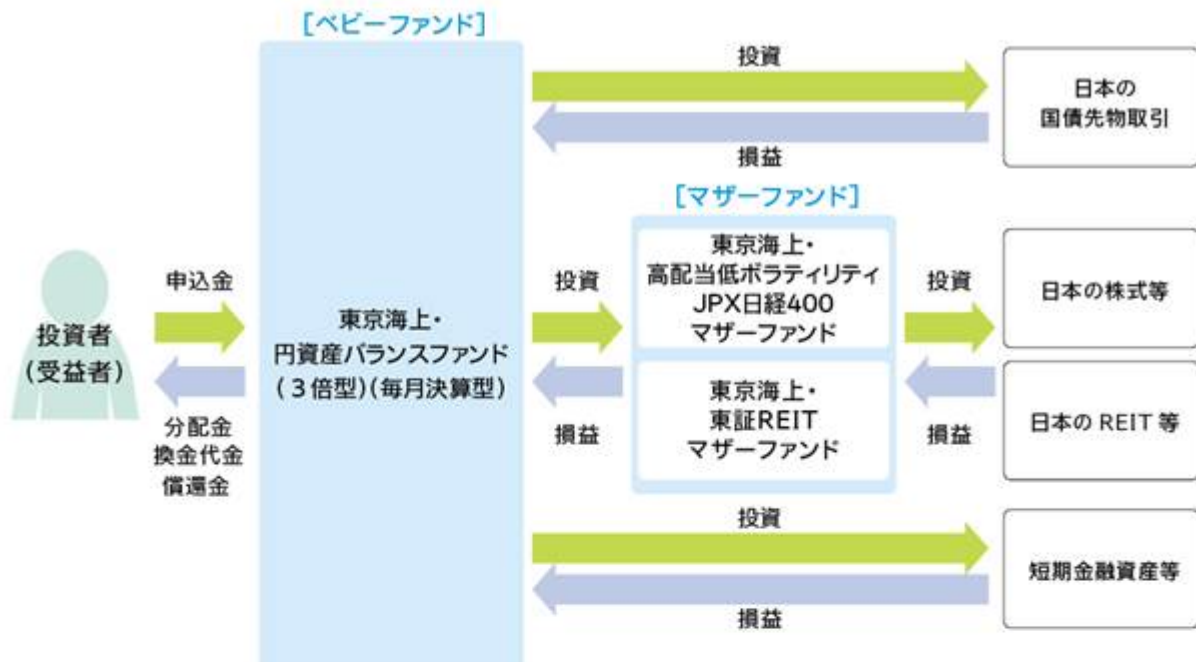 [ベビーファンド]
投資
日本の
国債先物取引
損益
[マザーファンド]
投資者
(受益者)
申込金
分配金
換金代金
償還金
東京海上・
円資産バランスファンド
(3倍型)(毎月決算型)
投資
損益
東京海上・
高配当低ボラティリティ
JPX日経400
マザーファンド
東京海上・
東証REIT
マザーファンド
投資
損益
日本の株式等
日本の REIT 等
投資
短期金融資産等
損益